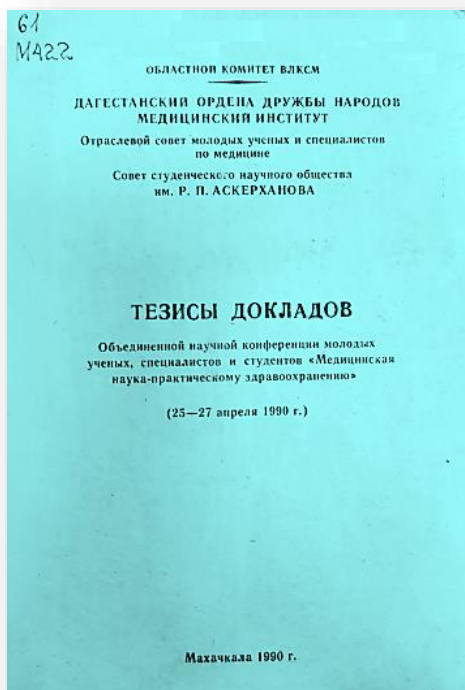 61
МА22
ОБЛАСТНОЙ КОМИТЕТ ВЛКСМ
ДАГЕСТАНСКИЙ ОРДЕНА ДРУЖБЫ НАРОДОВ
МЕДИЦИНСКИЙ ИНСТИТУТ
Отраслевой совет молодых ученых и специалистов
по медицине
Совет студенческого научного общества
им. Р. П. АСКЕРХАНОВА
ТЕЗИСЫ ДОКЛАДОВ
Объединенной научной конференции молодых
ученых, специалистов и студентов «Медицинская
наука-практическому здравоохранению»
(25—27 апреля 1990 г.)
Махачкала 1990 г.